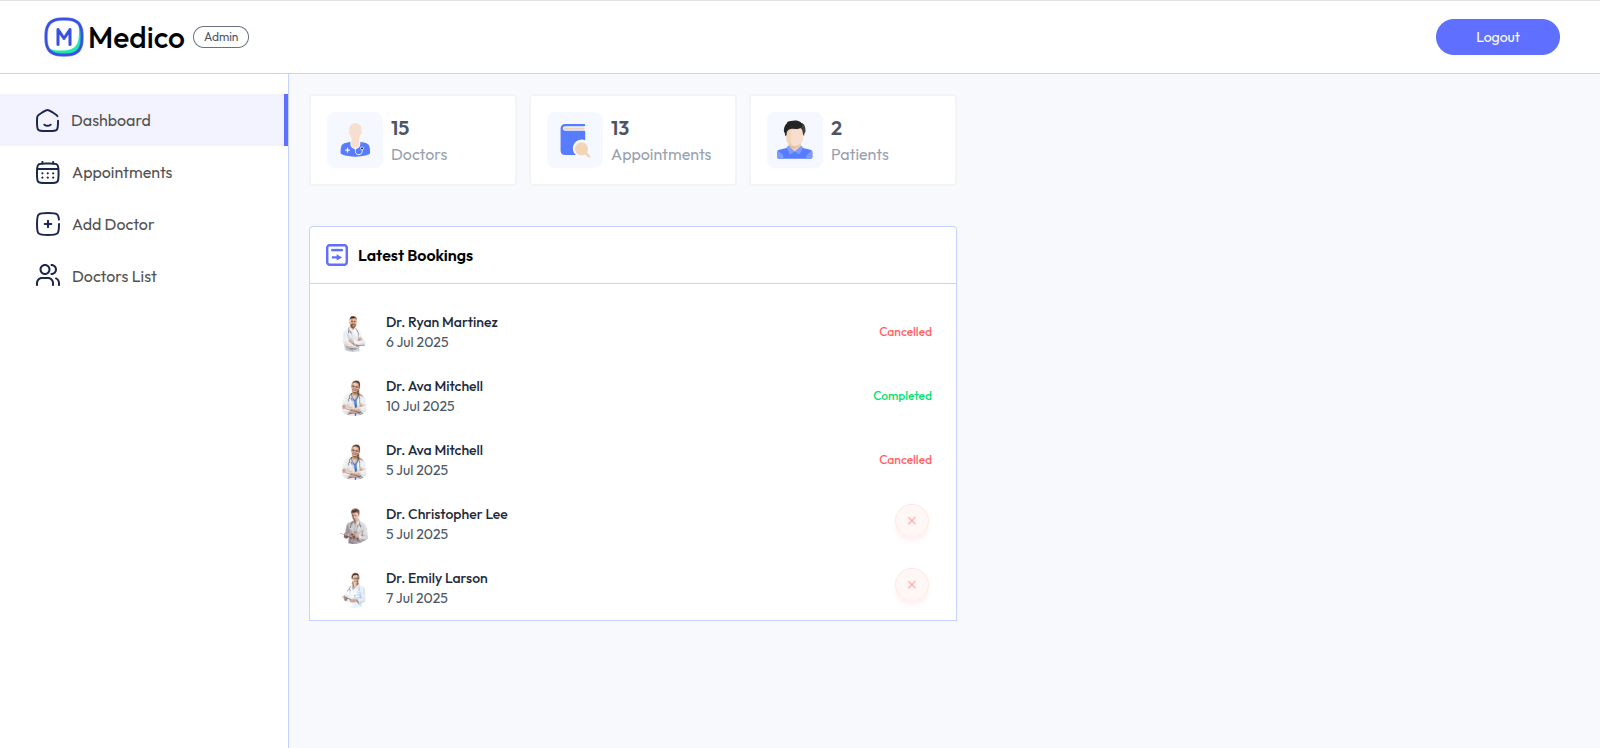 M Medico Admin Logout
Dashboard
Appointments
Add Doctor
Doctors List
15
Doctors
13
Appointments
2
Patients
Latest Bookings
Dr. Ryan Martinez
6 Jul 2025
Cancelled
Dr. Ava Mitchell
10 Jul 2025
Completed
Dr. Ava Mitchell
5 Jul 2025
Cancelled
Dr. Christopher Lee
5 Jul 2025
Dr. Emily Larson
7 Jul 2025